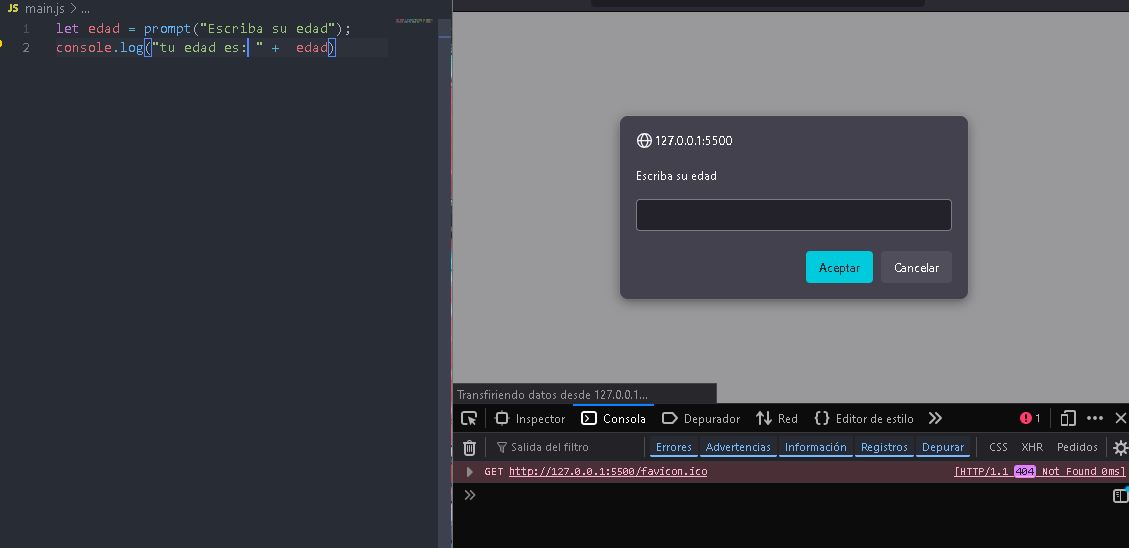 JS main.js > ...
1 let edad = prompt("Escriba su edad");
2 console.log("tu edad es: " +  edad)
127.0.0.1:5500
Escriba su edad
Aceptar Cancelar
Transfiriendo datos desde 127.0.0.1...
Inspector Consola Depurador Red {} Editor de estilo >> 1 ... X
Salida del filtro Errores Advertencias Información Registros Depurar CSS XHR Pedidos
GET http://127.0.0.1:5500/favicon.ico [HTTP/1.1 404 Not Found 0ms]
>>